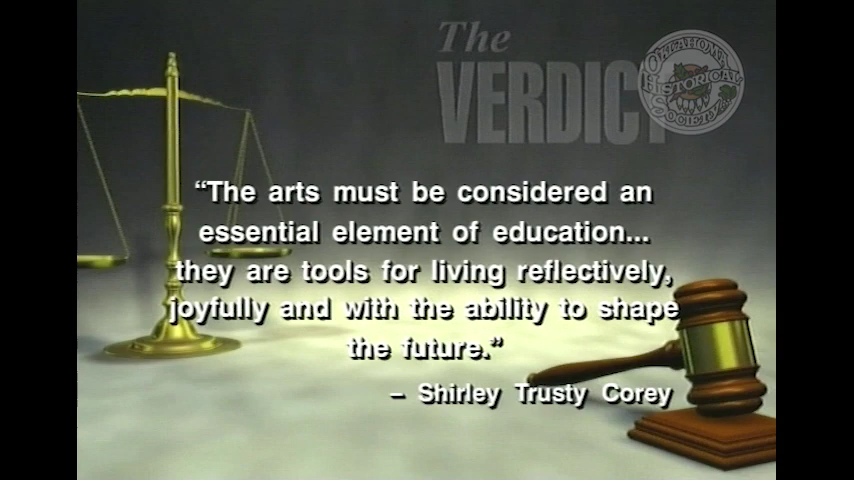 The
VERDICT
OKLAHOMA
HISTORICAL
SOCIETY
“The arts must be considered an
essential element of education...
they are tools for living reflectively,
joyfully and with the ability to shape
the future.”
– Shirley Trusty Corey